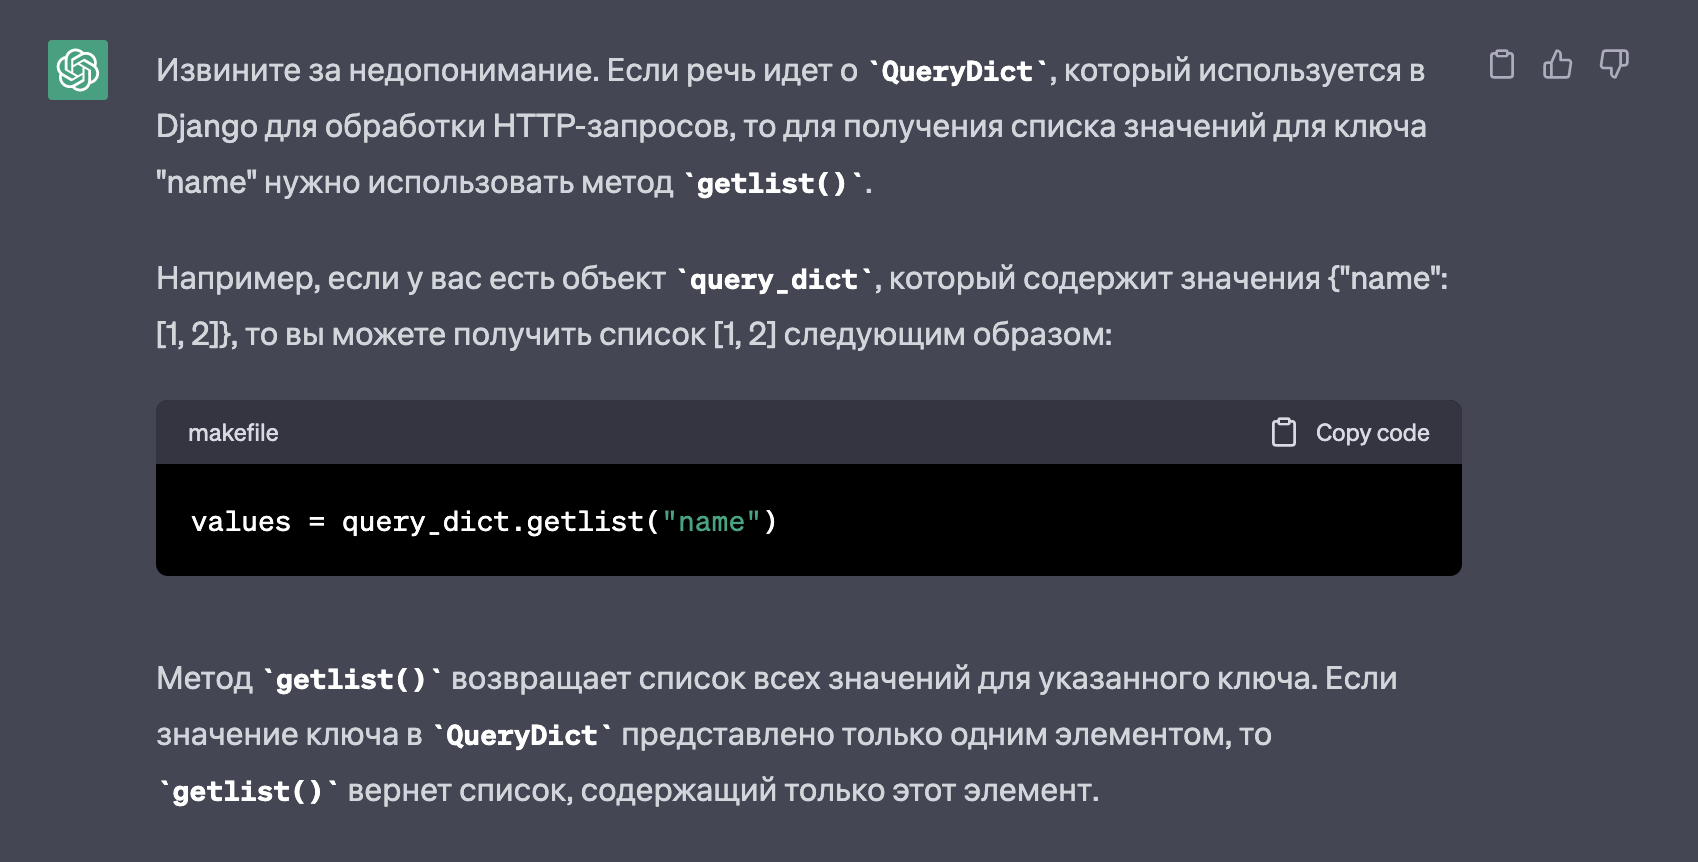 Извините за недопонимание. Если речь идет о `QueryDict`, который используется в
Django для обработки HTTP-запросов, то для получения списка значений для ключа
"name" нужно использовать метод `getlist()`.
Например, если у вас есть объект `query_dict`, который содержит значения {"name":
[1, 2]}, то вы можете получить список [1, 2] следующим образом:
makefile
Copy code
values = query_dict.getlist("name")
Метод `getlist()` возвращает список всех значений для указанного ключа. Если
значение ключа в `QueryDict` представлено только одним элементом, то
`getlist()` вернет список, содержащий только этот элемент.